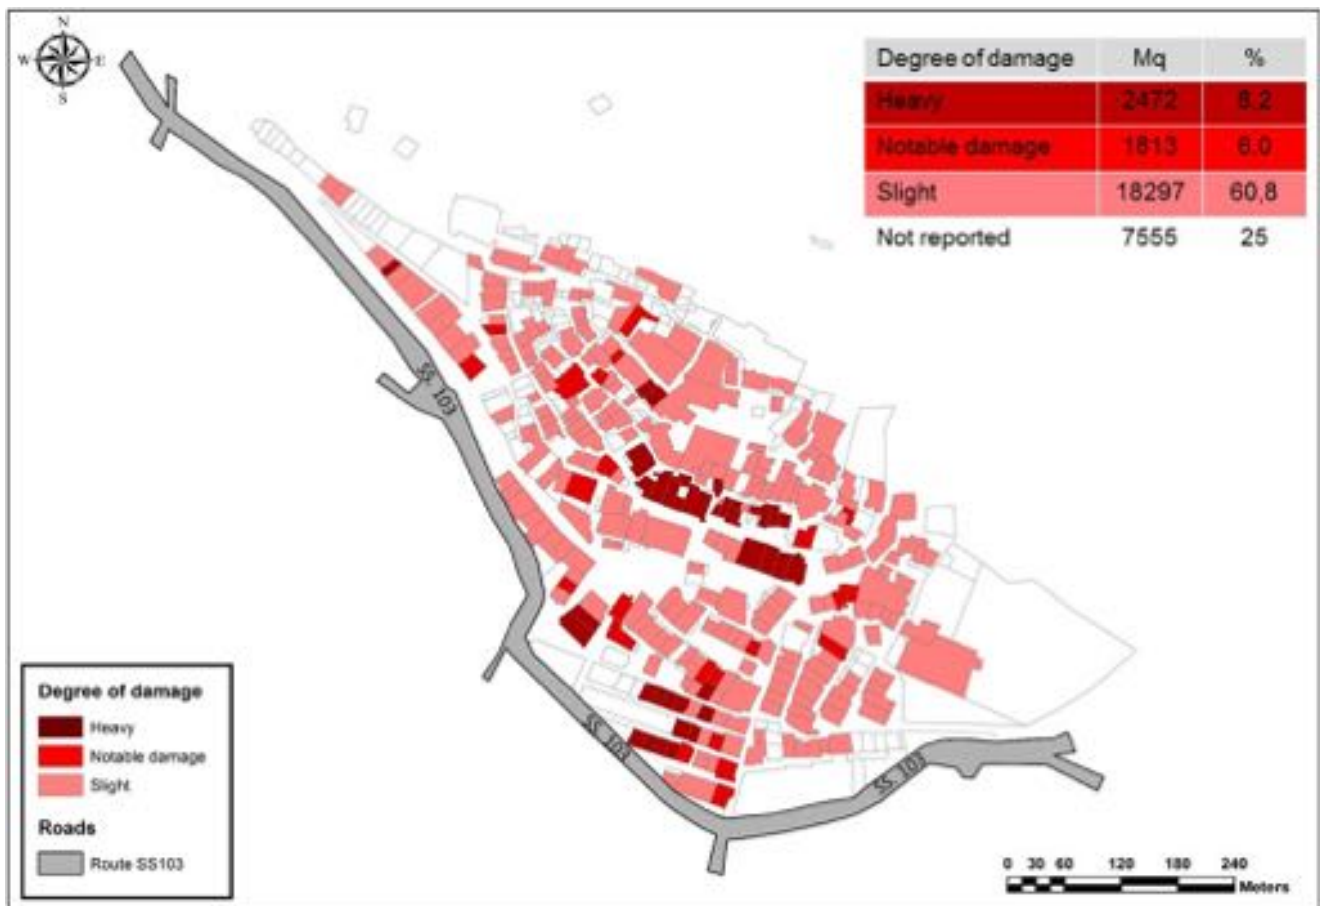 N
W E
S
Degree of damage Mq %
Heavy 2472 8.2
Notable damage 1813 6.0
Slight 18297 60,8
Not reported 7555 25
SS. 103
SS. 103
SS. 103
Degree of damage
Heavy
Notable damage
Slight
Roads
Route SS103
0 30 60 120 180 240
Meters